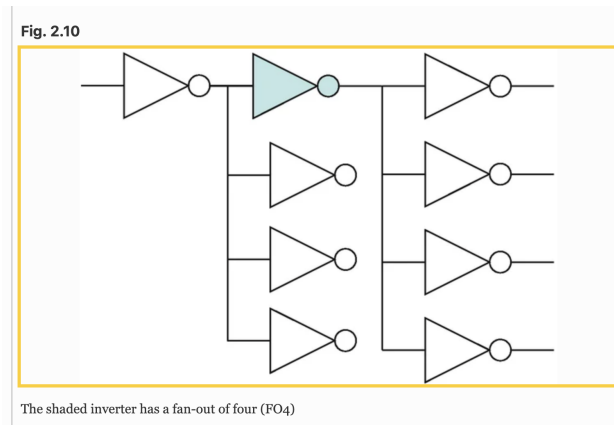 Fig. 2.10
The shaded inverter has a fan-out of four (FO4)